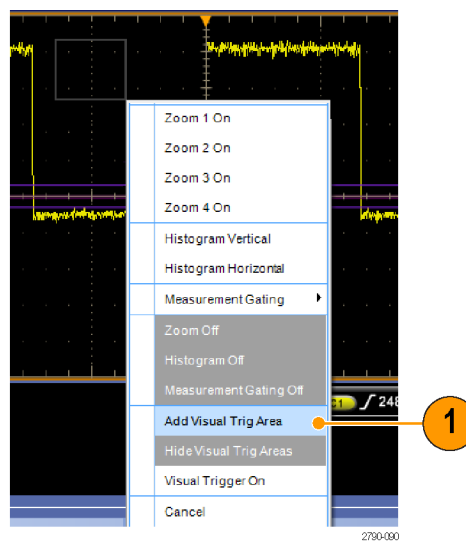 Zoom 1 On
Zoom 2 On
Zoom 3 On
Zoom 4 On
Histogram Vertical
Histogram Horizontal
Measurement Gating
Zoom Off
Histogram Off
Measurement Gating Off
C1 248
Add Visual Trig Area
1
Hide Visual Trig Areas
Visual Trigger On
Cancel
2790-090